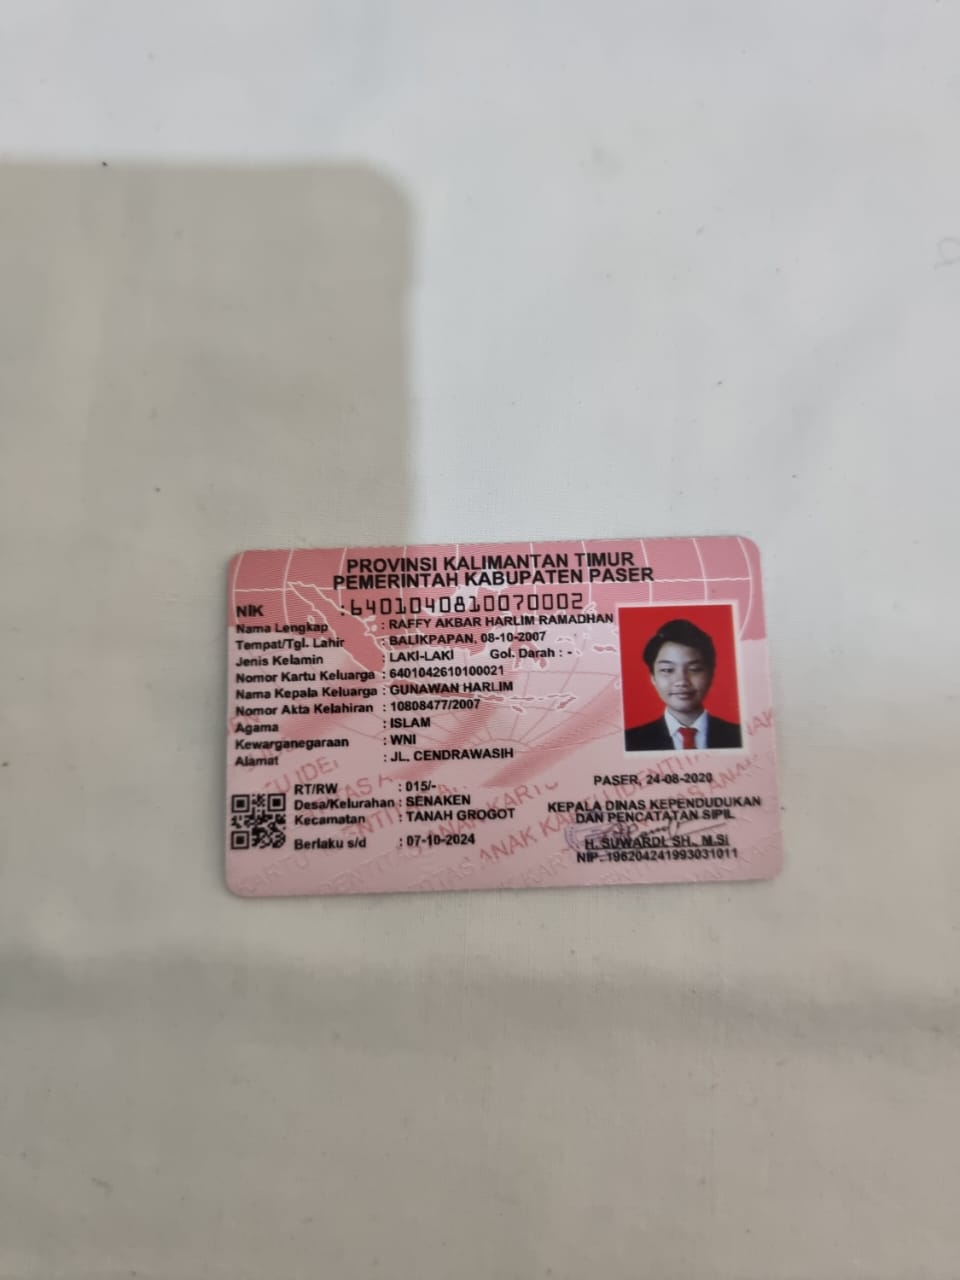 PROVINSI KALIMANTAN TIMUR
PEMERINTAH KABUPATEN PASER
NIK : 6401040810070002
Nama Lengkap : RAFFY AKBAR HARLIM RAMADHAN
Tempat/Tgl. Lahir : BALIKPAPAN, 08-10-2007
Jenis Kelamin : LAKI-LAKI Gol. Darah : -
Nomor Kartu Keluarga : 6401042610100021
Nama Kepala Keluarga : GUNAWAN HARLIM
Nomor Akta Kelahiran : 10808477/2007
Agama : ISLAM
Kewarganegaraan : WNI
Alamat : JL. CENDRAWASIH
RT/RW : 015/-
Desa/Kelurahan : SENAKEN
Kecamatan : TANAH GROGOT
Berlaku s/d : 07-10-2024
PASER, 24-08-2020
KEPALA DINAS KEPENDUDUKAN
DAN PENCATATAN SIPIL
H. SUWARDI, SH., M.Si
NIP. 196204241993031011